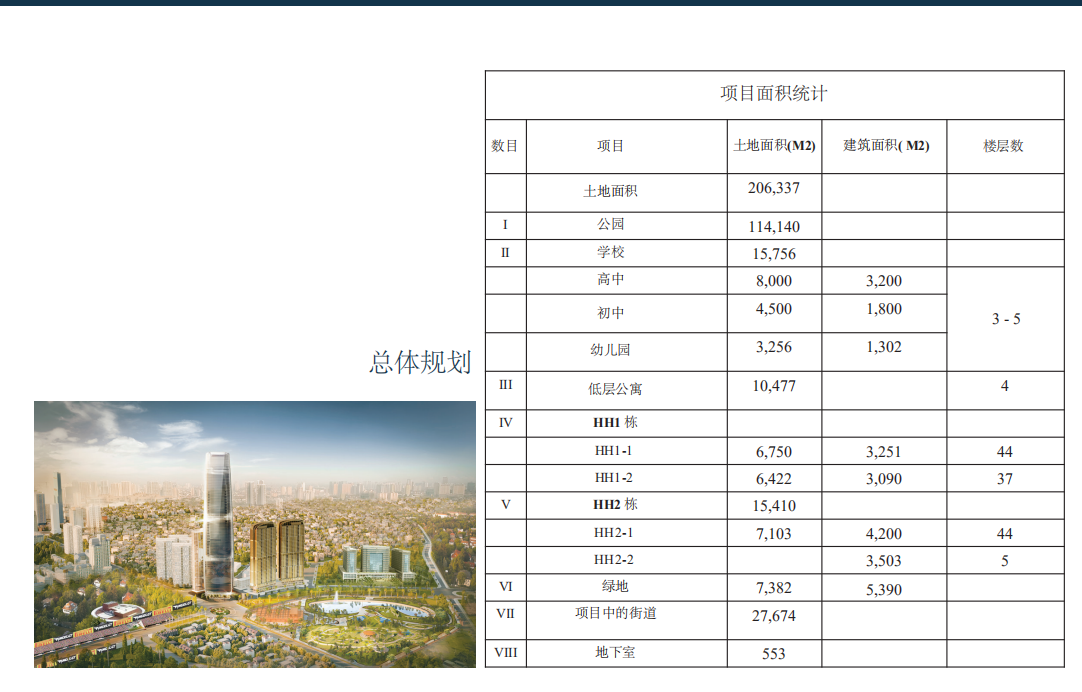 总体规划
项目面积统计
数目 项目 土地面积(M2) 建筑面积( M2) 楼层数
土地面积 206,337
I 公园 114,140
II 学校 15,756
高中 8,000 3,200
初中 4,500 1,800
3 - 5
幼儿园 3,256 1,302
III 低层公寓 10,477 4
IV HH1 栋
HH1-1 6,750 3,251 44
HH1-2 6,422 3,090 37
V HH2 栋 15,410
HH2-1 7,103 4,200 44
HH2-2 3,503 5
VI 绿地 7,382 5,390
VII 项目中的街道 27,674
VIII 地下室 553